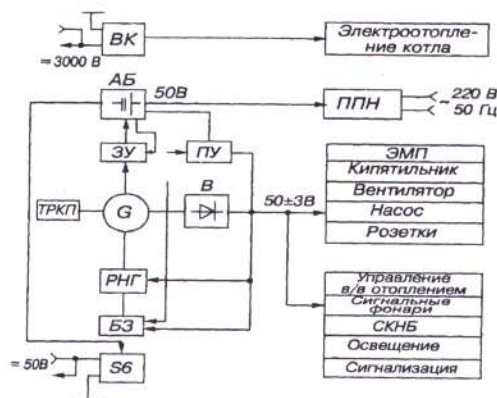 ВК
= 3000 В
Электроотопле-
ние котла
АБ
50В
ППН
~ 220 В
50 Гц
ЗУ
ПУ
В
ТРКП
G
50±3В
ЭМП
Кипятильник
Вентилятор
Насос
Розетки
РНГ
БЗ
= 50В
S6
Управление
в/в отоплением
Сигнальные
фонари
СКНБ
Освещение
Сигнализация